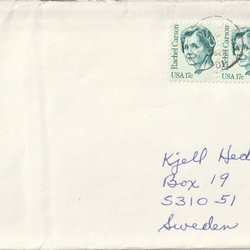 Rachel Carson
USA 17c
Rachel Carson
USA 17c
Kjell Hed
Box 19
S310-51
Sweden